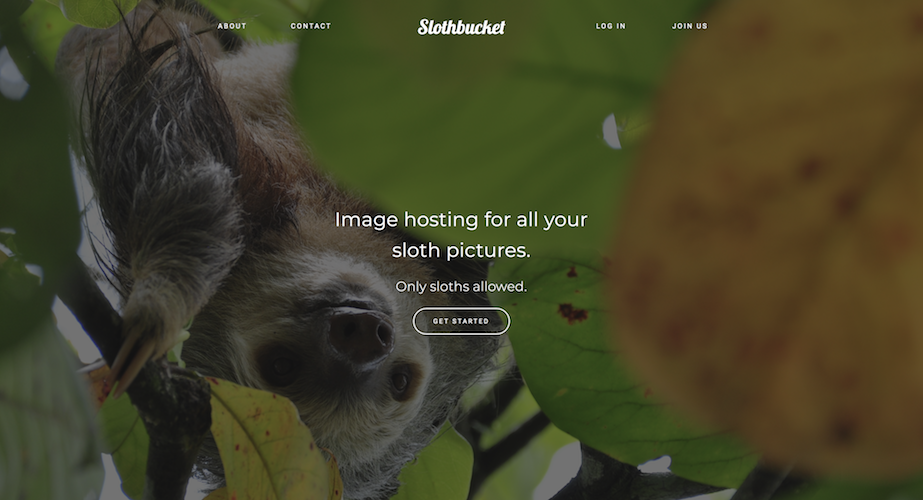 ABOUT
CONTACT
Slothbucket
LOG IN
JOIN US
Image hosting for all your
sloth pictures.
Only sloths allowed.
GET STARTED